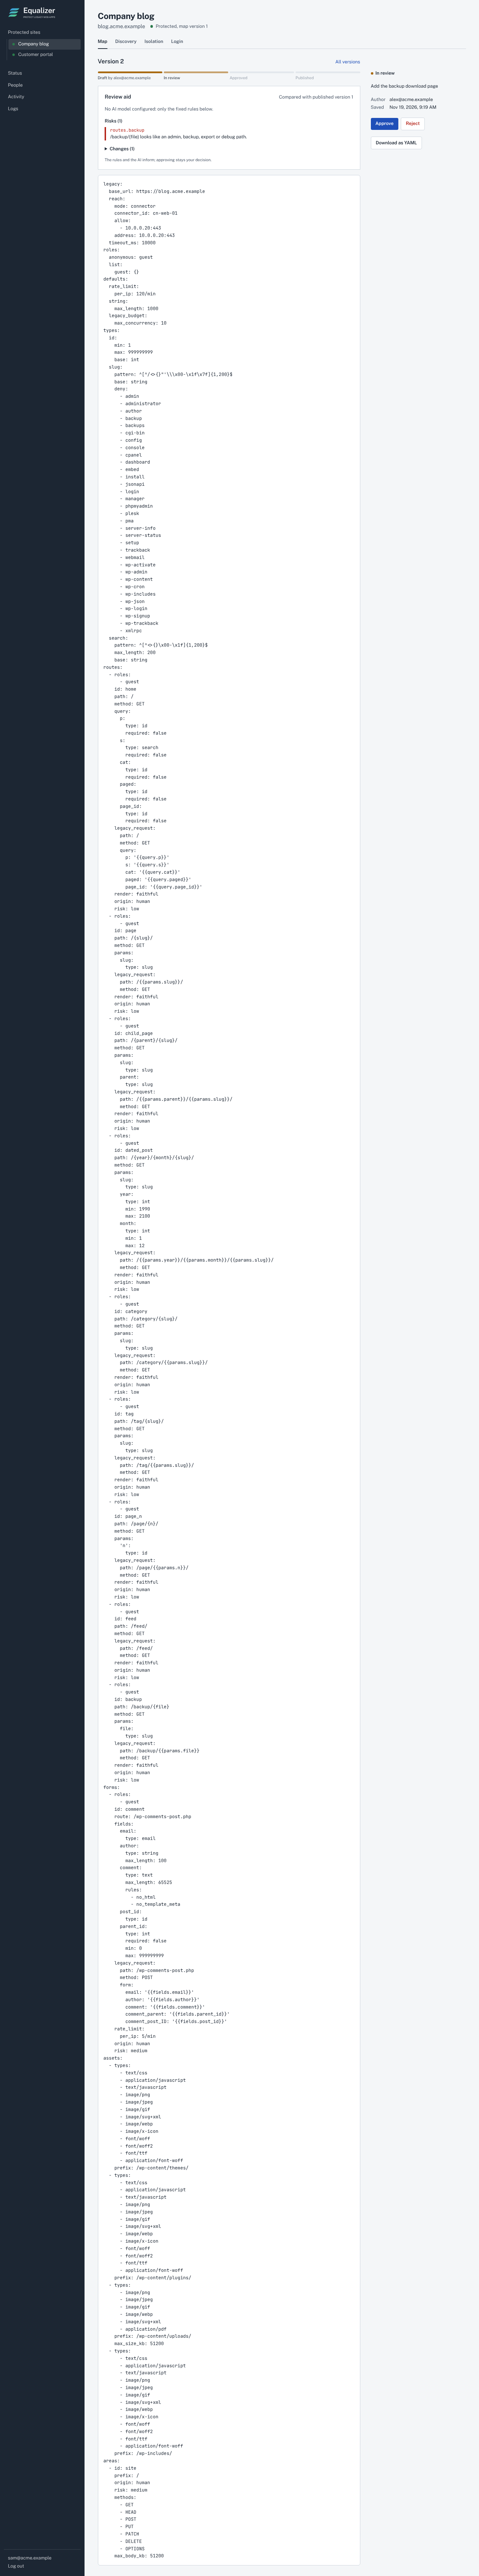 Equalizer
Protected sites
Company blog
Customer portal
Status
People
Activity
Logs
sam@acme.example
Log out
Company blog
blog.acme.example
Protected, map version 1
Map Discovery Isolation Login
Version 2
All versions
Draft by alex@acme.example In review Approved Published
Review aid
Compared with published version 1
No AI model configured: only the fixed rules below.
Risks (1)
routes.backup
/backup/{file} looks like an admin, backup, export or debug path.
Changes (1)
The rules and the AI inform; approving stays your decision.
In review
Add the backup download page
Author alex@acme.example
Saved Nov 19, 2026, 9:19 AM
Approve Reject
Download as YAML
legacy:
base_url: https://blog.acme.example
reach:
mode: connector
connector_id: cn-web-01
allow:
- 10.0.0.20:443
address: 10.0.0.20:443
timeout_ms: 10000
roles:
anonymous: guest
list:
guest: {}
defaults:
rate_limit:
per_ip: 120/min
string:
max_length: 1000
legacy_budget:
max_concurrency: 10
types:
id:
min: 1
max: 999999999
base: int
slug:
base: string
deny:
- admin
- administrator
- author
- backup
- backups
- cgi-bin
- config
- console
- cpanel
- dashboard
- embed
- install
- jsonapi
- login
- manager
- phpmyadmin
- plesk
- pma
- server-info
- server-status
- setup
- trackback
- webmail
- wp-activate
- wp-admin
- wp-content
- wp-cron
- wp-includes
- wp-json
- wp-login
- wp-signup
- wp-trackback
- xmlrpc
search:
max_length: 200
base: string
routes:
- roles:
- guest
id: home
path: /
method: GET
query:
p:
type: id
required: false
s:
type: search
required: false
cat:
type: id
required: false
paged:
type: id
required: false
page_id:
type: id
required: false
legacy_request:
path: /
method: GET
query:
p: '{{query.p}}'
s: '{{query.s}}'
cat: '{{query.cat}}'
paged: '{{query.paged}}'
page_id: '{{query.page_id}}'
render: faithful
origin: human
risk: low
- roles:
- guest
id: page
path: /{slug}/
method: GET
params:
slug:
type: slug
legacy_request:
path: /{{params.slug}}/
method: GET
render: faithful
origin: human
risk: low
- roles:
- guest
id: child_page
path: /{parent}/{slug}/
method: GET
params:
slug:
type: slug
parent:
type: slug
legacy_request:
path: /{{params.parent}}/{{params.slug}}/
method: GET
render: faithful
origin: human
risk: low
- roles:
- guest
id: dated_post
path: /{year}/{month}/{slug}/
method: GET
params:
slug:
type: slug
year:
type: int
min: 1990
max: 2100
month:
type: int
min: 1
max: 12
legacy_request:
path: /{{params.year}}/{{params.month}}/{{params.slug}}/
method: GET
render: faithful
origin: human
risk: low
- roles:
- guest
id: category
path: /category/{slug}/
method: GET
params:
slug:
type: slug
legacy_request:
path: /category/{{params.slug}}/
method: GET
render: faithful
origin: human
risk: low
- roles:
- guest
id: tag
path: /tag/{slug}/
method: GET
params:
slug:
type: slug
legacy_request:
path: /tag/{{params.slug}}/
method: GET
render: faithful
origin: human
risk: low
- roles:
- guest
id: page_n
path: /page/{n}/
method: GET
params:
'n':
type: id
legacy_request:
path: /page/{{params.n}}/
method: GET
render: faithful
origin: human
risk: low
- roles:
- guest
id: feed
path: /feed/
method: GET
legacy_request:
path: /feed/
method: GET
render: faithful
origin: human
risk: low
- roles:
- guest
id: backup
path: /backup/{file}
method: GET
params:
file:
type: slug
legacy_request:
path: /backup/{{params.file}}
method: GET
render: faithful
origin: human
risk: low
forms:
- roles:
- guest
id: comment
route: /wp-comments-post.php
fields:
email:
type: email
author:
type: string
max_length: 100
comment:
type: text
max_length: 65525
rules:
- no_html
- no_template_meta
post_id:
type: id
parent_id:
type: int
required: false
min: 0
max: 999999999
legacy_request:
path: /wp-comments-post.php
method: POST
form:
email: '{{fields.email}}'
author: '{{fields.author}}'
comment: '{{fields.comment}}'
comment_parent: '{{fields.parent_id}}'
comment_post_ID: '{{fields.post_id}}'
rate_limit:
per_ip: 5/min
origin: human
risk: medium
assets:
- types:
- text/css
- application/javascript
- text/javascript
- image/png
- image/jpeg
- image/gif
- image/svg+xml
- image/webp
- image/x-icon
- font/woff
- font/woff2
- font/ttf
- application/font-woff
prefix: /wp-content/themes/
- types:
- text/css
- application/javascript
- text/javascript
- image/png
- image/jpeg
- image/gif
- image/svg+xml
- image/webp
- image/x-icon
- font/woff
- font/woff2
- font/ttf
- application/font-woff
prefix: /wp-content/plugins/
- types:
- image/png
- image/jpeg
- image/gif
- image/webp
- image/svg+xml
- application/pdf
prefix: /wp-content/uploads/
max_size_kb: 51200
- types:
- text/css
- application/javascript
- text/javascript
- image/png
- image/jpeg
- image/gif
- image/svg+xml
- image/webp
- image/x-icon
- font/woff
- font/woff2
- font/ttf
- application/font-woff
prefix: /wp-includes/
areas:
- id: site
prefix: /
origin: human
risk: medium
methods:
- GET
- HEAD
- POST
- PUT
- PATCH
- DELETE
- OPTIONS
max_body_kb: 51200